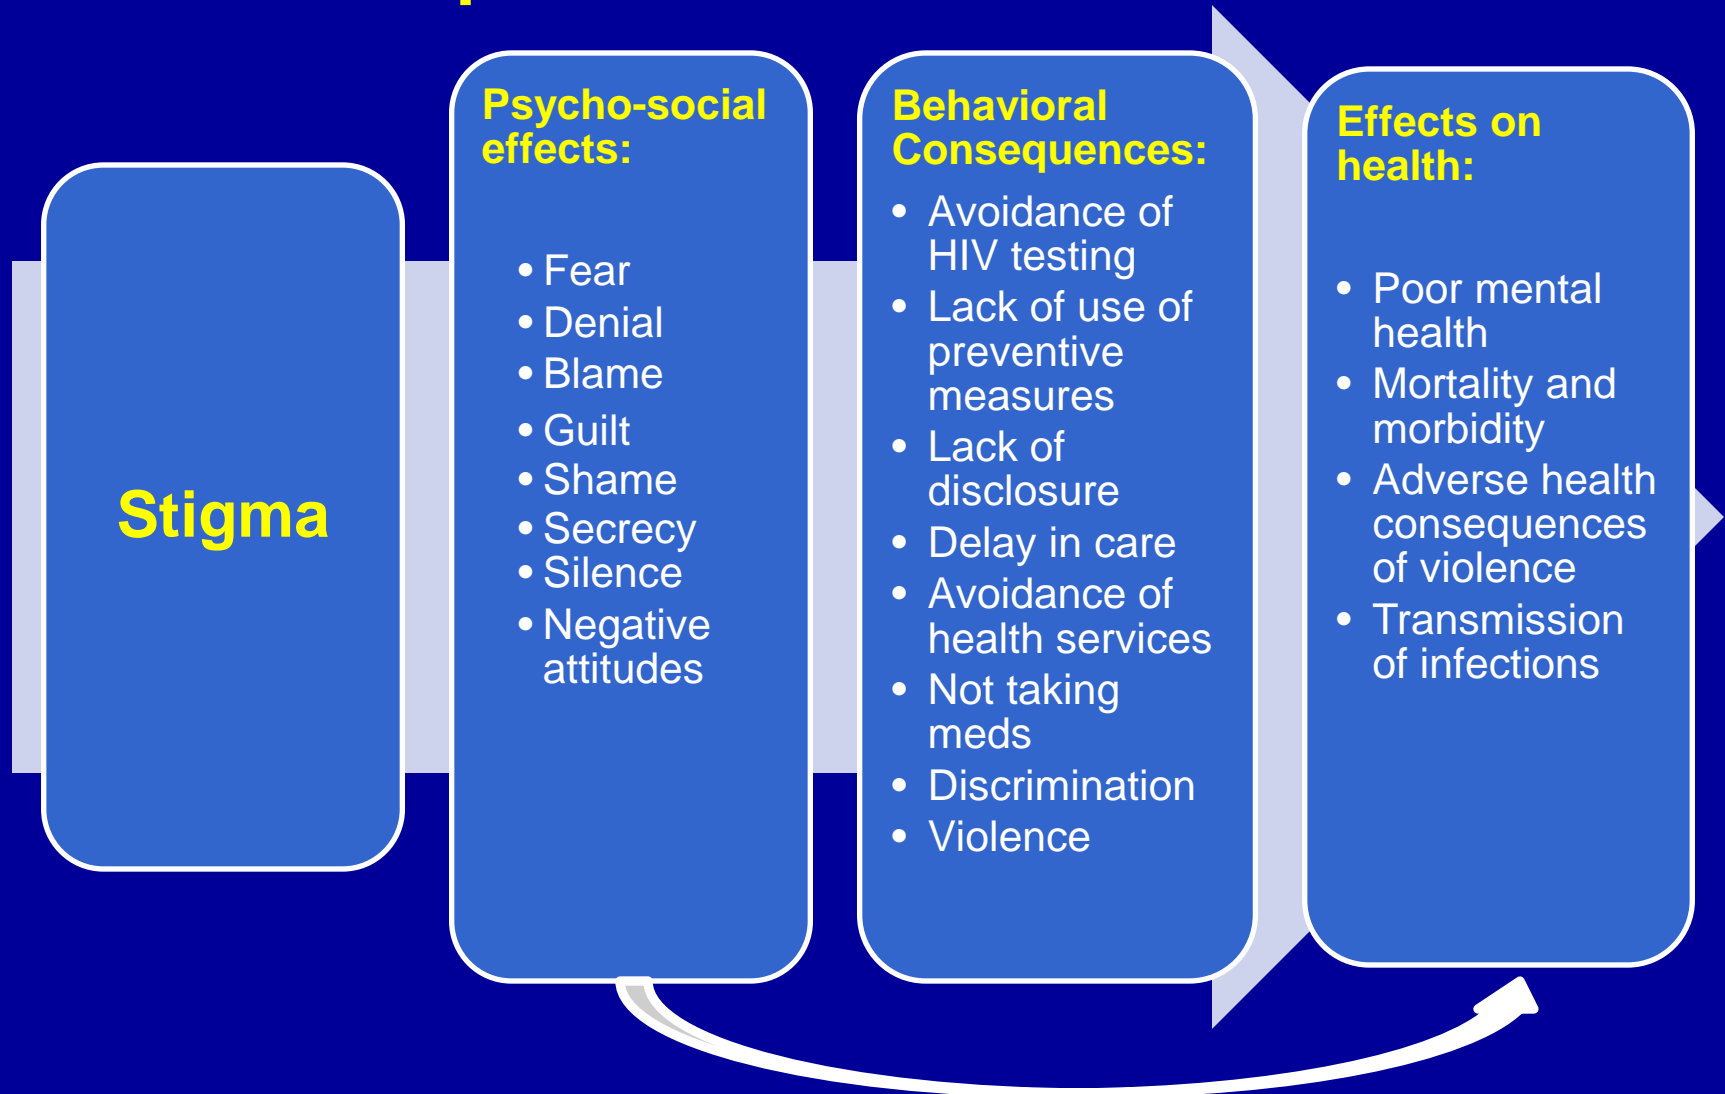 Stigma
Psycho-social
effects:
• Fear
• Denial
• Blame
• Guilt
• Shame
• Secrecy
• Silence
• Negative
attitudes
Behavioral
Consequences:
• Avoidance of
HIV testing
• Lack of use of
preventive
measures
• Lack of
disclosure
• Delay in care
• Avoidance of
health services
• Not taking
meds
• Discrimination
• Violence
Effects on
health:
• Poor mental
health
• Mortality and
morbidity
• Adverse health
consequences
of violence
• Transmission
of infections